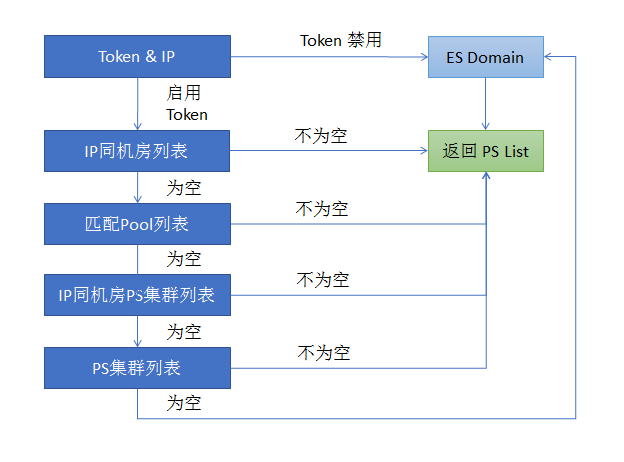 Token & IP
Token 禁用
ES Domain
启用
Token
IP同机房列表
不为空
返回 PS List
为空
匹配Pool列表
不为空
为空
IP同机房PS集群列表
不为空
为空
PS集群列表
不为空
为空